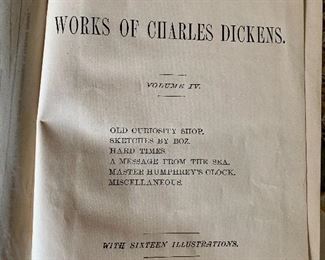 WORKS OF CHARLES DICKENS.
VOLUME IV.
OLD CURIOSITY SHOP.
SKETCHES BY BOZ.
HARD TIMES.
A MESSAGE FROM THE SEA.
MASTER HUMPHREY'S CLOCK.
MISCELLANEOUS.
WITH SIXTEEN ILLUSTRATIONS.